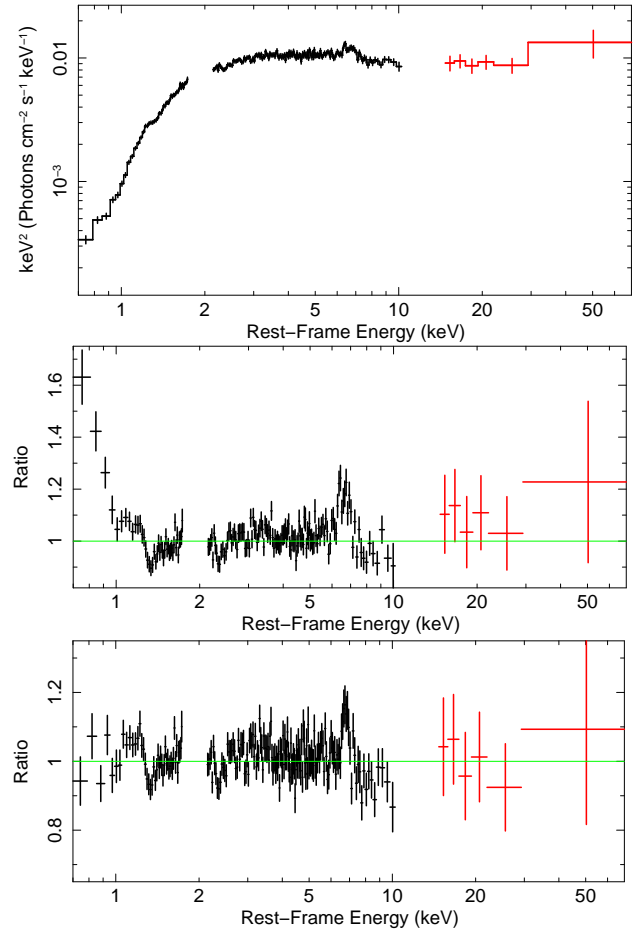 keV² (Photons cm⁻² s⁻¹ keV⁻¹)
0.01
10⁻³
1 2 5 10 20 50
Rest−Frame Energy (keV)
Ratio
1.6
1.4
1.2
1
1 2 5 10 20 50
Rest−Frame Energy (keV)
Ratio
1.2
1
0.8
1 2 5 10 20 50
Rest−Frame Energy (keV)